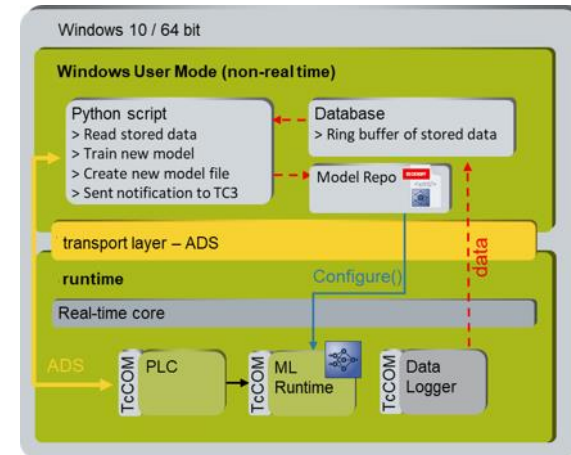 Windows 10 / 64 bit
Windows User Mode (non-real time)
Python script
> Read stored data
> Train new model
> Create new model file
> Sent notification to TC3
Database
> Ring buffer of stored data
Model Repo
transport layer – ADS
data
runtime
Configure()
Real-time core
ADS
TcCOM
PLC
TcCOM
ML
Runtime
TcCOM
Data
Logger